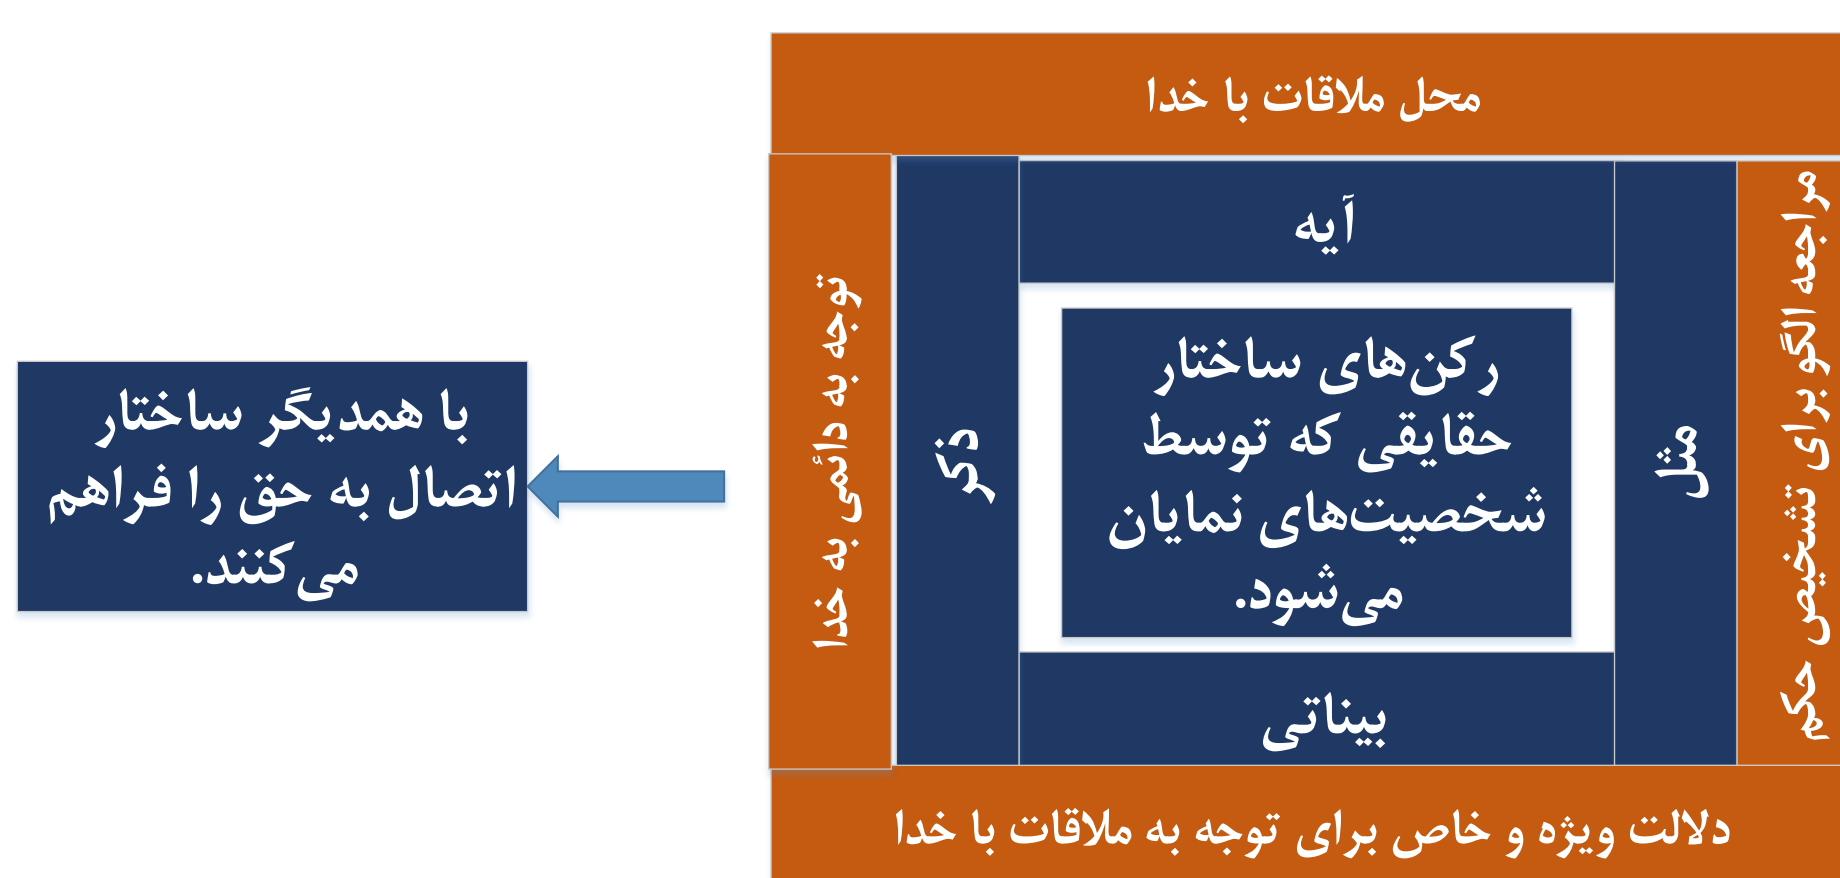 محل ملاقات با خدا
آیه
مراجعه الگو برای تشخیص حکم
مثل
رکن‌های ساختار
حقایقی که توسط
شخصیت‌های نمایان
می‌شود.
ذکر
توجه به دائمی به خدا
بیناتی
دلالت ویژه و خاص برای توجه به ملاقات با خدا
با همدیگر ساختار
اتصال به حق را فراهم
می‌کنند.